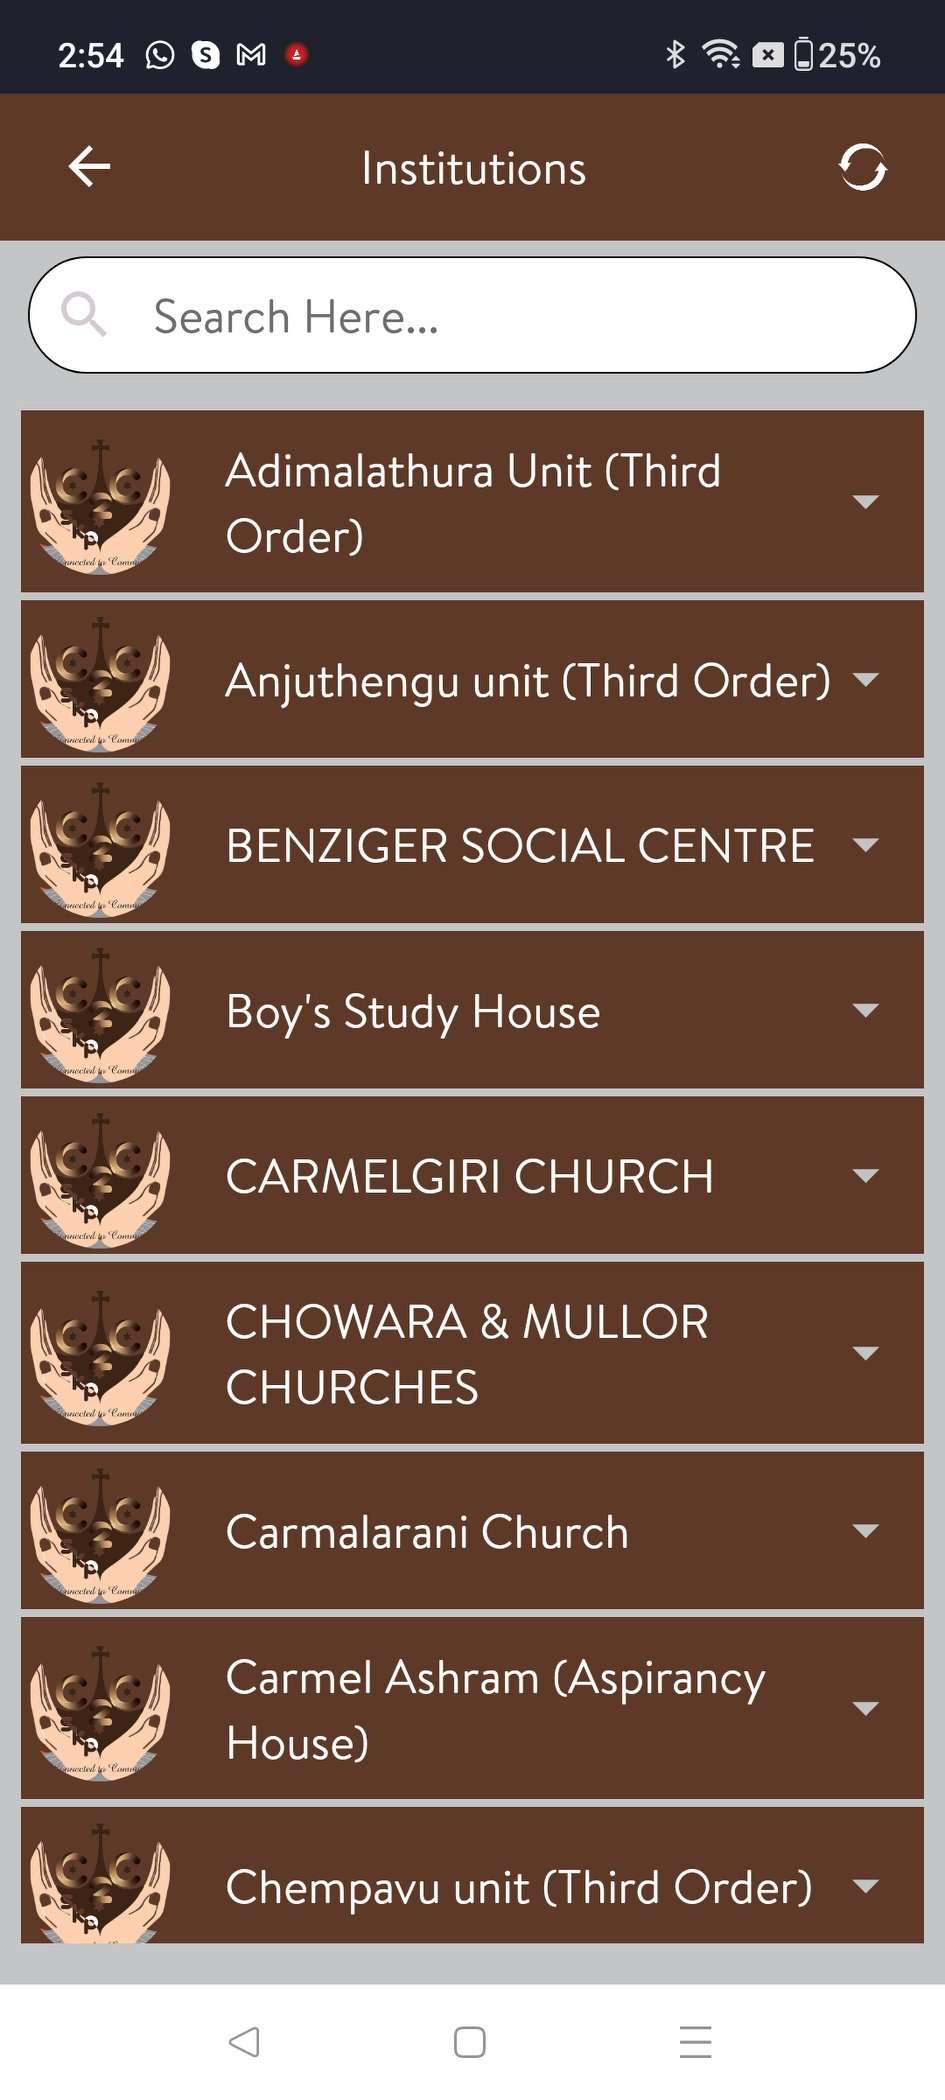 2:54
25%
Institutions
Search Here...
Adimalathura Unit (Third
Order)
Anjuthengu unit (Third Order)
BENZIGER SOCIAL CENTRE
Boy's Study House
CARMELGIRI CHURCH
CHOWARA & MULLOR
CHURCHES
Carmalarani Church
Carmel Ashram (Aspirancy
House)
Chempavu unit (Third Order)